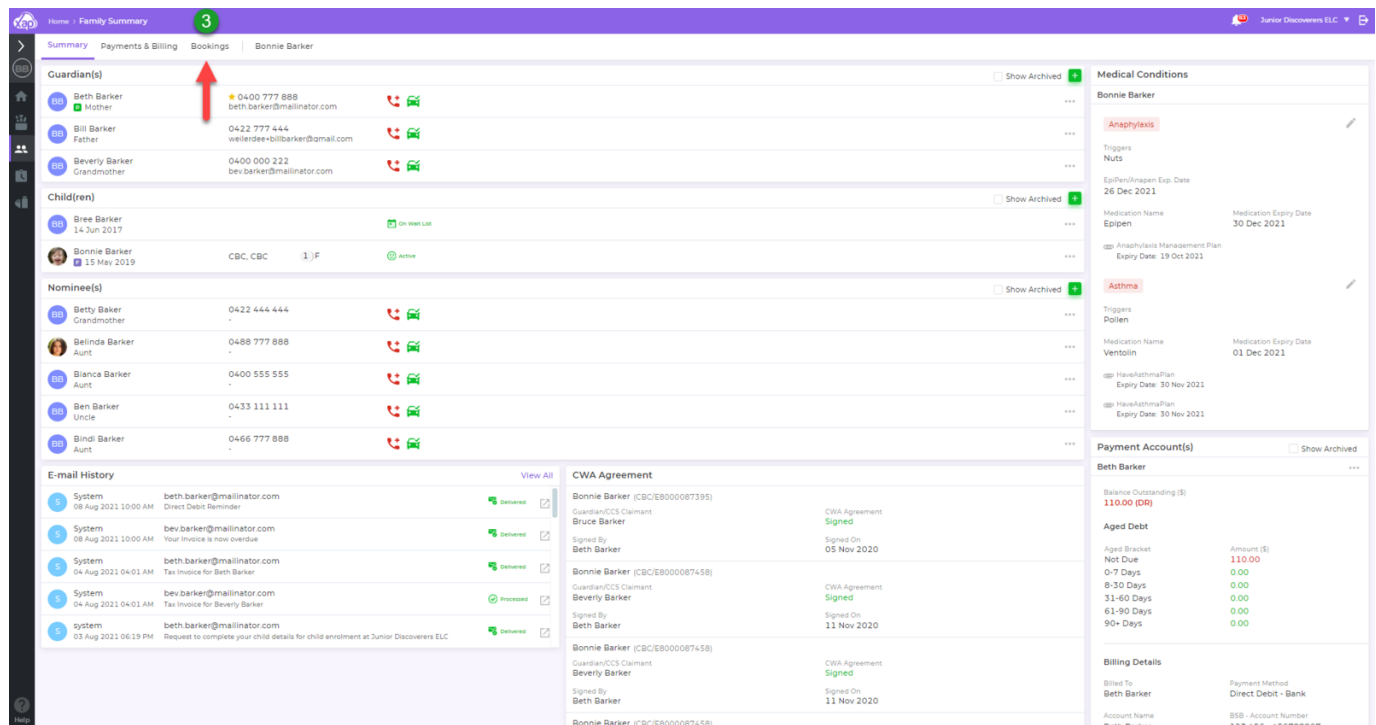 xap
Home > Family Summary
3
Junior Discoverers ELC
BB
Summary Payments & Billing Bookings Bonnie Barker
Guardian(s)
Show Archived
BB Beth Barker 0400 777 888
Mother beth.barker@mailinator.com
BB Bill Barker 0422 777 444
Father weilerdee+billbarker@gmail.com
BB Beverly Barker 0400 000 222
Grandmother bev.barker@mailinator.com
Child(ren)
Show Archived
BB Bree Barker On Wait List
14 Jun 2017
Bonnie Barker CBC, CBC 1 F Active
15 May 2019
Nominee(s)
Show Archived
BB Betty Baker 0422 444 444
Grandmother -
Belinda Barker 0488 777 888
Aunt -
BB Bianca Barker 0400 555 555
Aunt -
BB Ben Barker 0433 111 111
Uncle -
BB Bindi Barker 0466 777 888
Aunt -
E-mail History View All
S System beth.barker@mailinator.com Delivered
08 Aug 2021 10:00 AM Direct Debit Reminder
S System bev.barker@mailinator.com Delivered
08 Aug 2021 10:00 AM Your Invoice is now overdue
S System beth.barker@mailinator.com Delivered
04 Aug 2021 04:01 AM Tax Invoice for Beth Barker
S System bev.barker@mailinator.com Processed
04 Aug 2021 04:01 AM Tax Invoice for Beverly Barker
S system beth.barker@mailinator.com Delivered
03 Aug 2021 06:19 PM Request to complete your child details for child enrolment at Junior Discoverers ELC
CWA Agreement
Bonnie Barker (CBC/E8000087395)
Guardian/CCS Claimant CWA Agreement
Bruce Barker Signed
Signed By Signed On
Beth Barker 05 Nov 2020
Bonnie Barker (CBC/E8000087458)
Guardian/CCS Claimant CWA Agreement
Beverly Barker Signed
Signed By Signed On
Beth Barker 11 Nov 2020
Bonnie Barker (CBC/E8000087458)
Guardian/CCS Claimant CWA Agreement
Beverly Barker Signed
Signed By Signed On
Beth Barker 11 Nov 2020
Bonnie Barker (CBC/E8000087458)
Medical Conditions
Bonnie Barker
Anaphylaxis
Triggers
Nuts
EpiPen/Anapen Exp. Date
26 Dec 2021
Medication Name Medication Expiry Date
Epipen 30 Dec 2021
Anaphylaxis Management Plan
Expiry Date: 19 Oct 2021
Asthma
Triggers
Pollen
Medication Name Medication Expiry Date
Ventolin 01 Dec 2021
HaveAsthmaPlan
Expiry Date: 30 Nov 2021
HaveAsthmaPlan
Expiry Date: 30 Nov 2021
Payment Account(s) Show Archived
Beth Barker
Balance Outstanding ($)
110.00 (DR)
Aged Debt
Aged Bracket Amount ($)
Not Due 110.00
0-7 Days 0.00
8-30 Days 0.00
31-60 Days 0.00
61-90 Days 0.00
90+ Days 0.00
Billing Details
Billed To Payment Method
Beth Barker Direct Debit - Bank
Account Name BSB - Account Number
Help